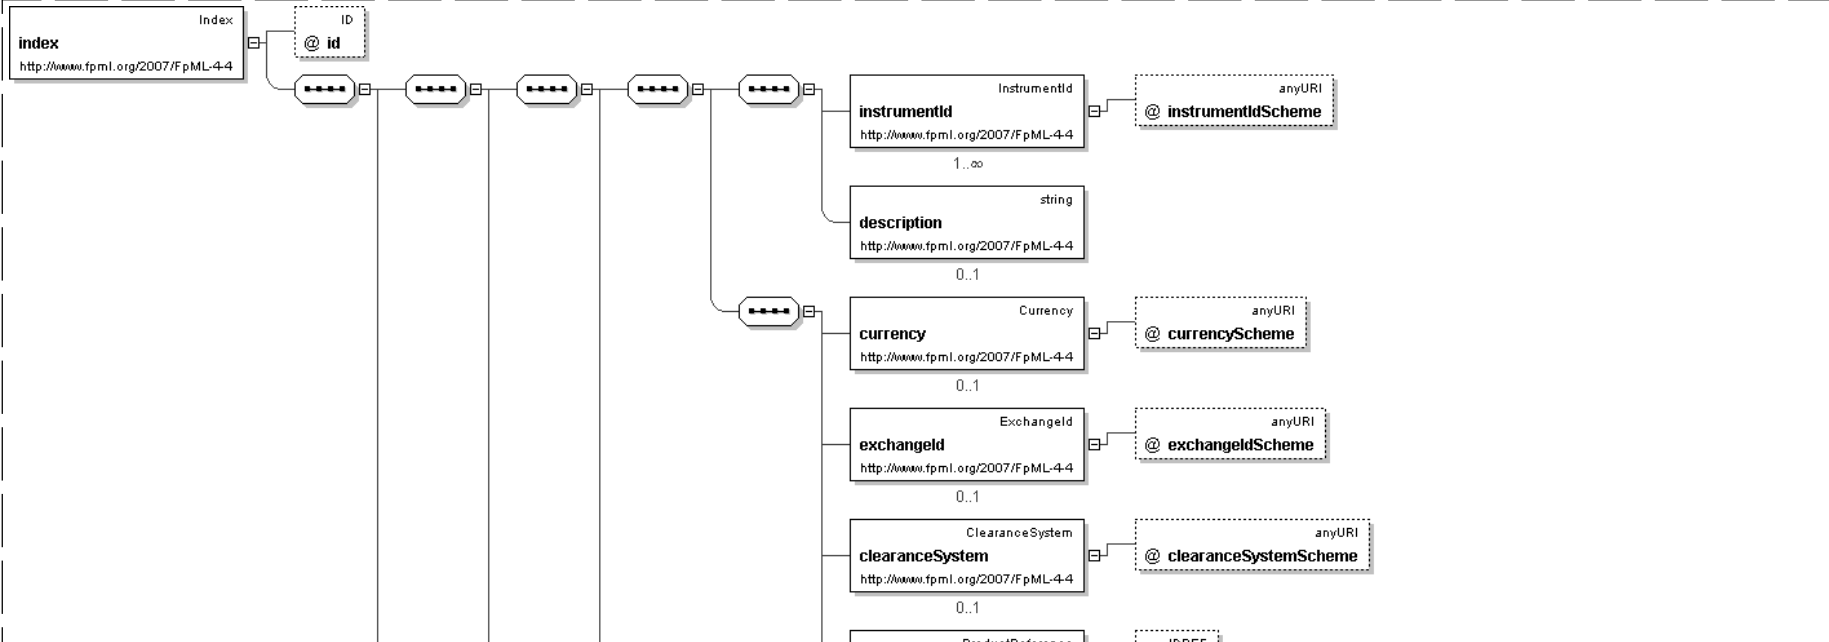 Index
index
http://www.fpml.org/2007/FpML-4-4
ID
@ id
InstrumentId
instrumentId
http://www.fpml.org/2007/FpML-4-4
1..∞
anyURI
@ instrumentIdScheme
string
description
http://www.fpml.org/2007/FpML-4-4
0..1
Currency
currency
http://www.fpml.org/2007/FpML-4-4
0..1
anyURI
@ currencyScheme
ExchangeId
exchangeId
http://www.fpml.org/2007/FpML-4-4
0..1
anyURI
@ exchangeIdScheme
ClearanceSystem
clearanceSystem
http://www.fpml.org/2007/FpML-4-4
0..1
anyURI
@ clearanceSystemScheme
ProductReference
IDREF